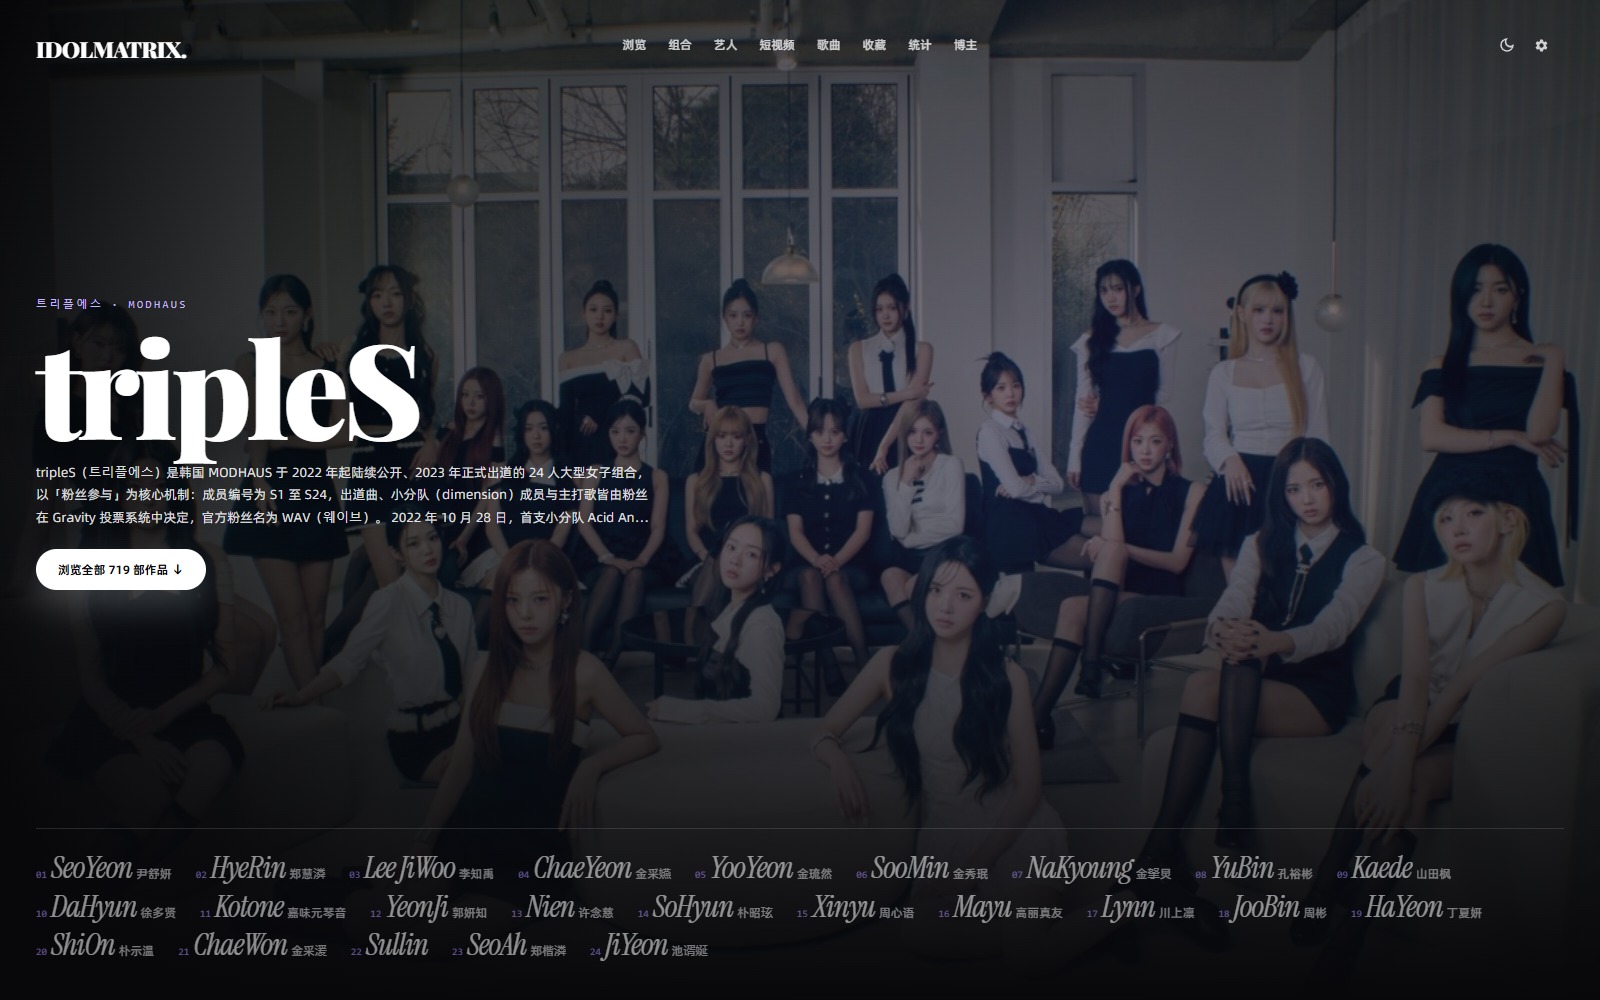 IDOLMATRIX.
浏览 组合 艺人 短视频 歌曲 收藏 统计 博主
트리플에스 · MODHAUS
tripleS
tripleS（트리플에스）是韩国 MODHAUS 于 2022 年起陆续公开、2023 年正式出道的 24 人大型女子组合，
以「粉丝参与」为核心机制：成员编号为 S1 至 S24，出道曲、小分队（dimension）成员与主打歌皆由粉丝
在 Gravity 投票系统中决定，官方粉丝名为 WAV（웨이브）。 2022 年 10 月 28 日，首支小分队 Acid An…
浏览全部 719 部作品 ↓
01 SeoYeon 尹舒妍 02 HyeRin 郑慧潾 03 Lee JiWoo 李知禹 04 ChaeYeon 金采嬿 05 YooYeon 金琉然 06 SooMin 金秀珉 07 NaKyoung 08 YuBin 孔裕彬 09 Kaede 山田枫
10 DaHyun 徐多贤 11 Kotone 嘉味元琴音 12 YeonJi 郭妍知 13 Nien 许念慈 14 SoHyun 朴昭玹 15 Xinyu 周心语 16 Mayu 高丽真友 17 Lynn 川上凛 18 JooBin 周彬 19 HaYeon 丁夏妍
20 ShiOn 朴示温 21 ChaeWon 金采湲 22 Sullin 23 SeoAh 郑楷潾 24 JiYeon